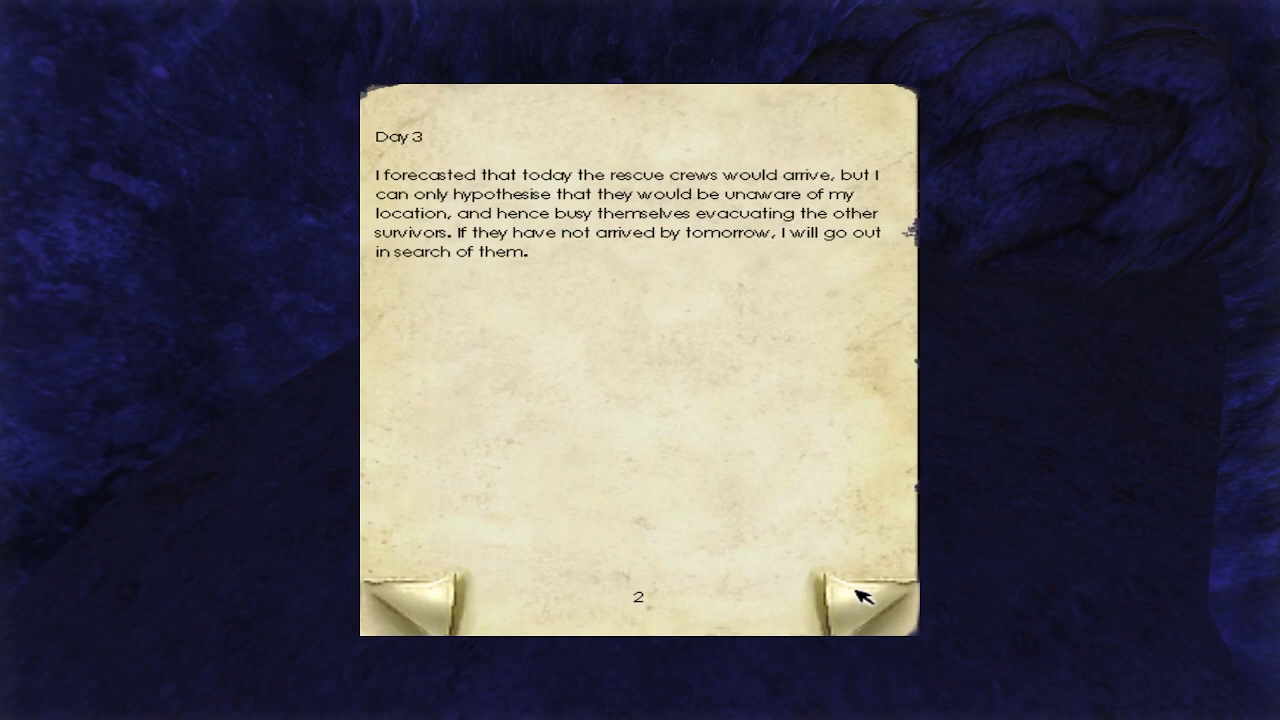 Day 3
I forecasted that today the rescue crews would arrive, but I
can only hypothesise that they would be unaware of my
location, and hence busy themselves evacuating the other
survivors. If they have not arrived by tomorrow, I will go out
in search of them.
2